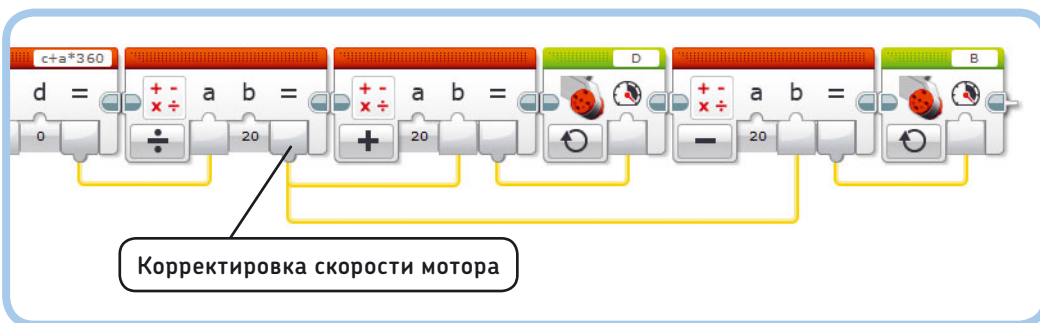 c+a*360 D B
d = a b = a b = a b =
0 20 20 20
Корректировка скорости мотора